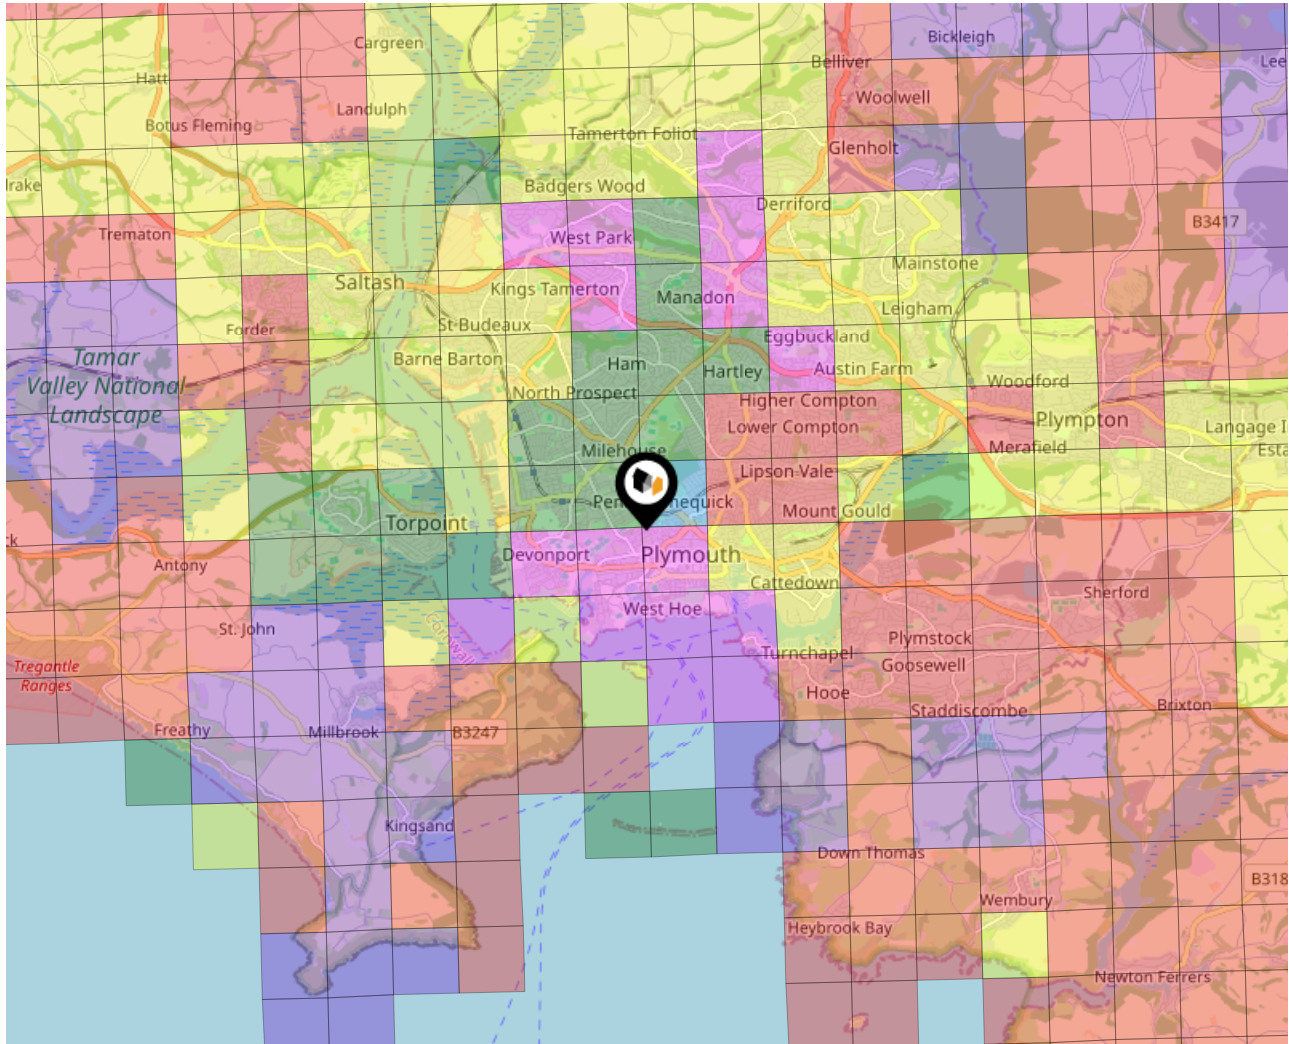 Cargreen
Bickleigh
Belliver
Lee
Hatt
Landulph
Woolwell
Botus Fleming
Tamerton Foliot
Glenholt
Badgers Wood
Derriford
Trematon
West Park
B3417
Mainstone
Saltash
Kings Tamerton
Manadon
Leigham
Forder
St Budeaux
Eggbuckland
Tamar
Valley National
Landscape
Barne Barton
Ham
Hartley
Austin Farm
North Prospect
Woodford
Higher Compton
Lower Compton
Plympton
Langage I
Esta
Milehouse
Merafield
Lipson Vale
Mount Gould
Torpoint
Devonport
Plymouth
Antony
Cattedown
Sherford
West Hoe
St. John
Cornwall
Plymstock
Tregantle
Ranges
Turnchapel
Goosewell
Hooe
Staddiscombe
Brixton
Freathy
Millbrook
B3247
Kingsand
Down Thomas
B318
Wembury
Heybrook Bay
Newton Ferrers